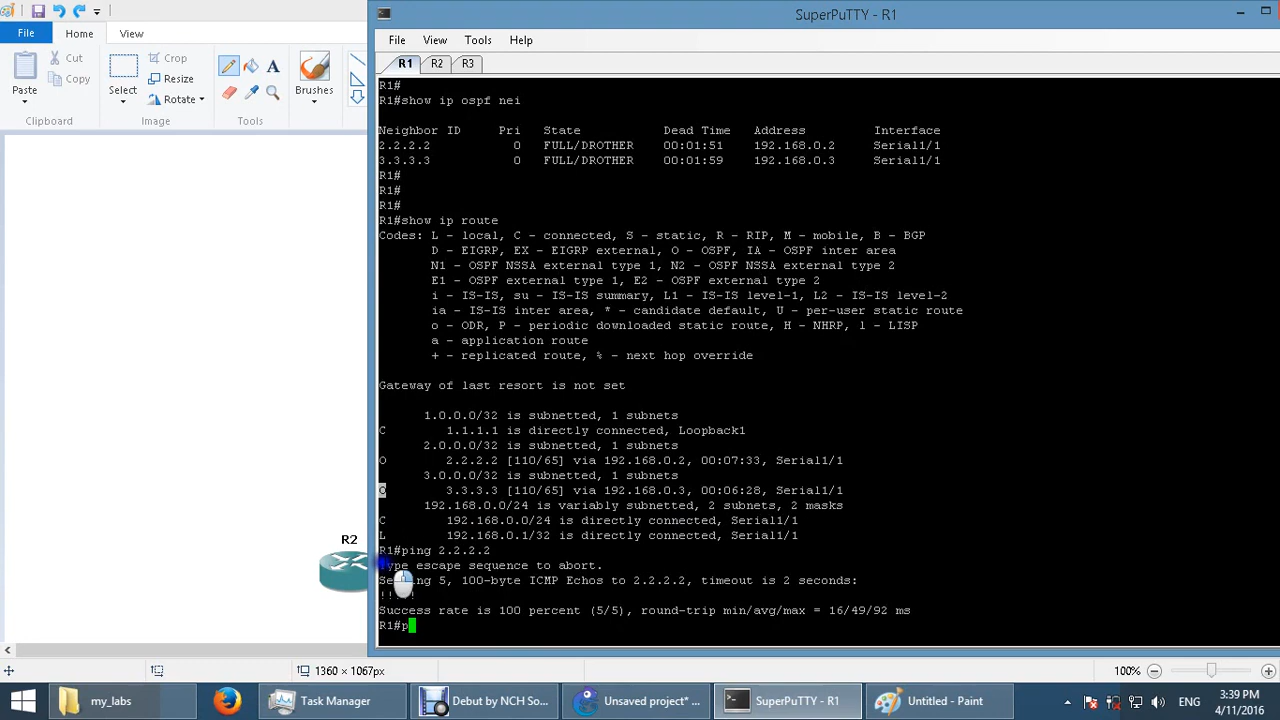 File
Home
View
Paste
Cut
Copy
Clipboard
Select
Crop
Resize
Rotate
Image
Tools
Brushes
R2
1360 × 1067px
100%
SuperPuTTY - R1
File View Tools Help
R1 R2 R3
R1#
R1#show ip ospf nei
Neighbor ID Pri State Dead Time Address Interface
2.2.2.2 0 FULL/DROTHER 00:01:51 192.168.0.2 Serial1/1
3.3.3.3 0 FULL/DROTHER 00:01:59 192.168.0.3 Serial1/1
R1#
R1#
R1#
R1#show ip route
Codes: L - local, C - connected, S - static, R - RIP, M - mobile, B - BGP
D - EIGRP, EX - EIGRP external, O - OSPF, IA - OSPF inter area
N1 - OSPF NSSA external type 1, N2 - OSPF NSSA external type 2
E1 - OSPF external type 1, E2 - OSPF external type 2
i - IS-IS, su - IS-IS summary, L1 - IS-IS level-1, L2 - IS-IS level-2
ia - IS-IS inter area, * - candidate default, U - per-user static route
o - ODR, P - periodic downloaded static route, H - NHRP, l - LISP
a - application route
+ - replicated route, % - next hop override
Gateway of last resort is not set
1.0.0.0/32 is subnetted, 1 subnets
C 1.1.1.1 is directly connected, Loopback1
2.0.0.0/32 is subnetted, 1 subnets
O 2.2.2.2 [110/65] via 192.168.0.2, 00:07:33, Serial1/1
3.0.0.0/32 is subnetted, 1 subnets
O 3.3.3.3 [110/65] via 192.168.0.3, 00:06:28, Serial1/1
192.168.0.0/24 is variably subnetted, 2 subnets, 2 masks
C 192.168.0.0/24 is directly connected, Serial1/1
L 192.168.0.1/32 is directly connected, Serial1/1
R1#ping 2.2.2.2
Type escape sequence to abort.
Sending 5, 100-byte ICMP Echos to 2.2.2.2, timeout is 2 seconds:
!!!!!
Success rate is 100 percent (5/5), round-trip min/avg/max = 16/49/92 ms
R1#p
my_labs
Task Manager
Debut by NCH So...
Unsaved project*...
SuperPuTTY - R1
Untitled - Paint
ENG
3:39 PM
4/11/2016